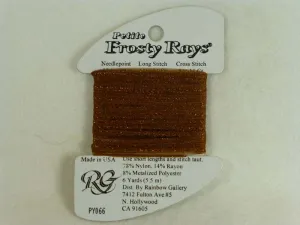 Petite
Frosty Rays®
Needlepoint Long Stitch Cross Stitch
Made in USA
Use short lengths and stitch taut.
78% Nylon, 14% Rayon
8% Metalized Polyester
6 Yards (5.5 m)
Dist. By Rainbow Gallery
7412 Fulton Ave #5
N. Hollywood
CA 91605
RG
PY066